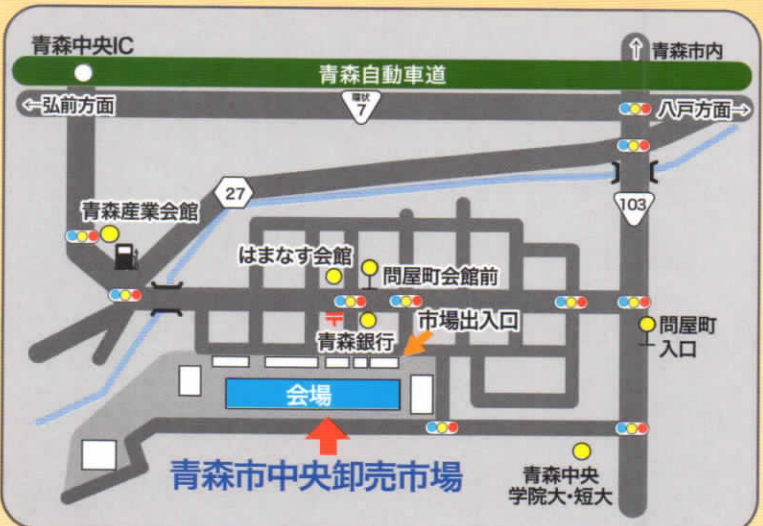 青森中央IC
↑青森市内
青森自動車道
←弘前方面
環状
7
八戸方面→
27
103
青森産業会館
はまなす会館
問屋町会館前
〒
青森銀行
市場出入口
問屋町
入口
会場
青森市中央卸売市場
青森中央
学院大・短大